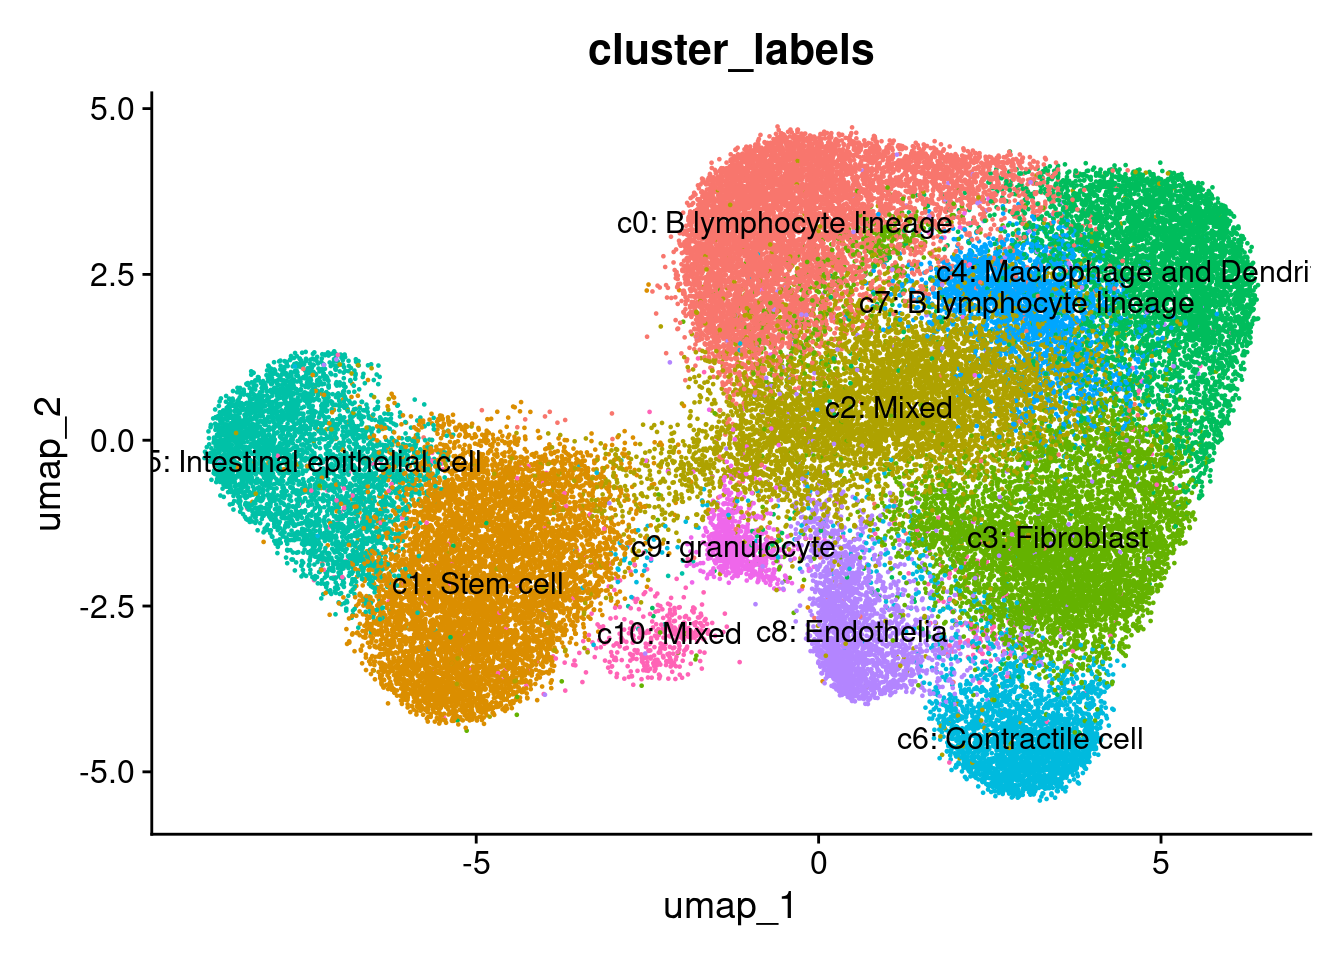 cluster_labels
5.0
2.5
0.0
-2.5
-5.0
umap_2
c0: B lymphocyte lineage
c4: Macrophage and Dendri
c7: B lymphocyte lineage
c2: Mixed
5: Intestinal epithelial cell
c3: Fibroblast
c9: granulocyte
c1: Stem cell
c10: Mixed
c8: Endothelia
c6: Contractile cell
-5
0
5
umap_1